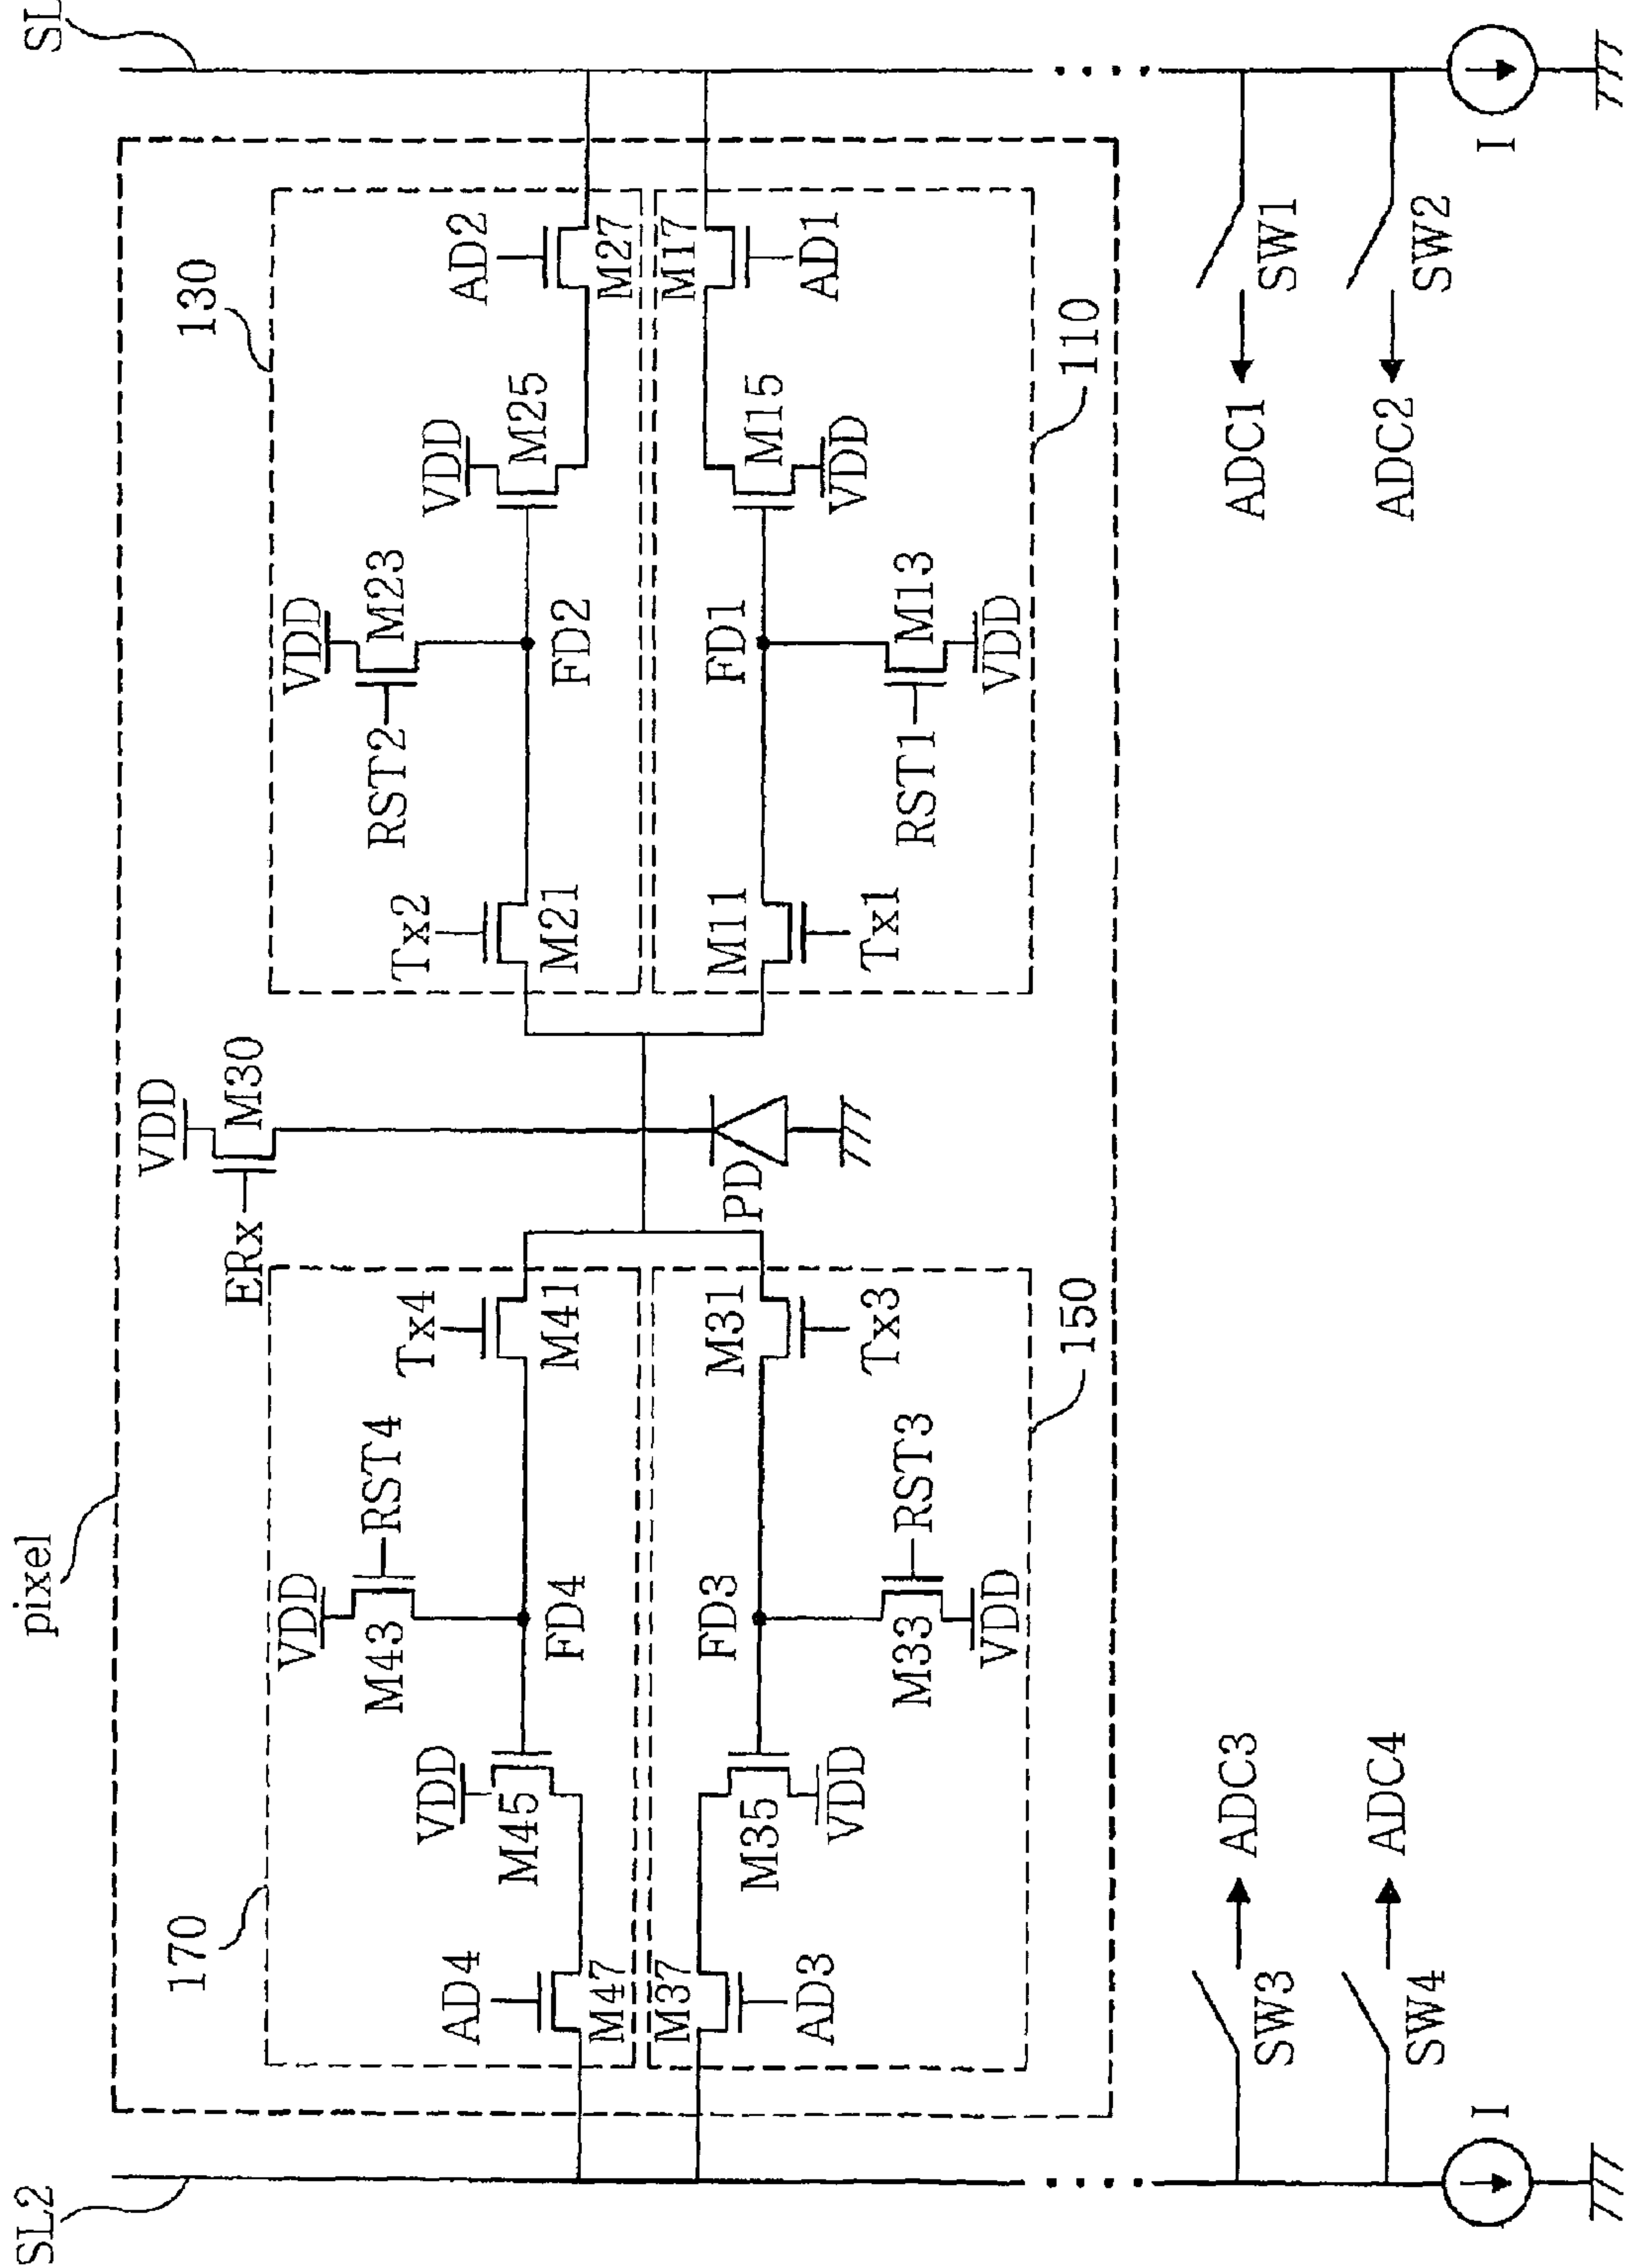 SL2
SL
pixel
170
130
150
110
VDD
M30
ERx
PD
AD4
M47
VDD
M45
VDD
M43
RST4
FD4
Tx4
M41
AD3
M37
M35
VDD
FD3
M33
RST3
VDD
M31
Tx3
Tx2
M21
VDD
M23
RST2
FD2
VDD
M25
AD2
M27
M11
Tx1
FD1
RST1
M13
VDD
M15
VDD
M17
AD1
SW3
ADC3
SW4
ADC4
I
ADC1
SW1
ADC2
SW2
I